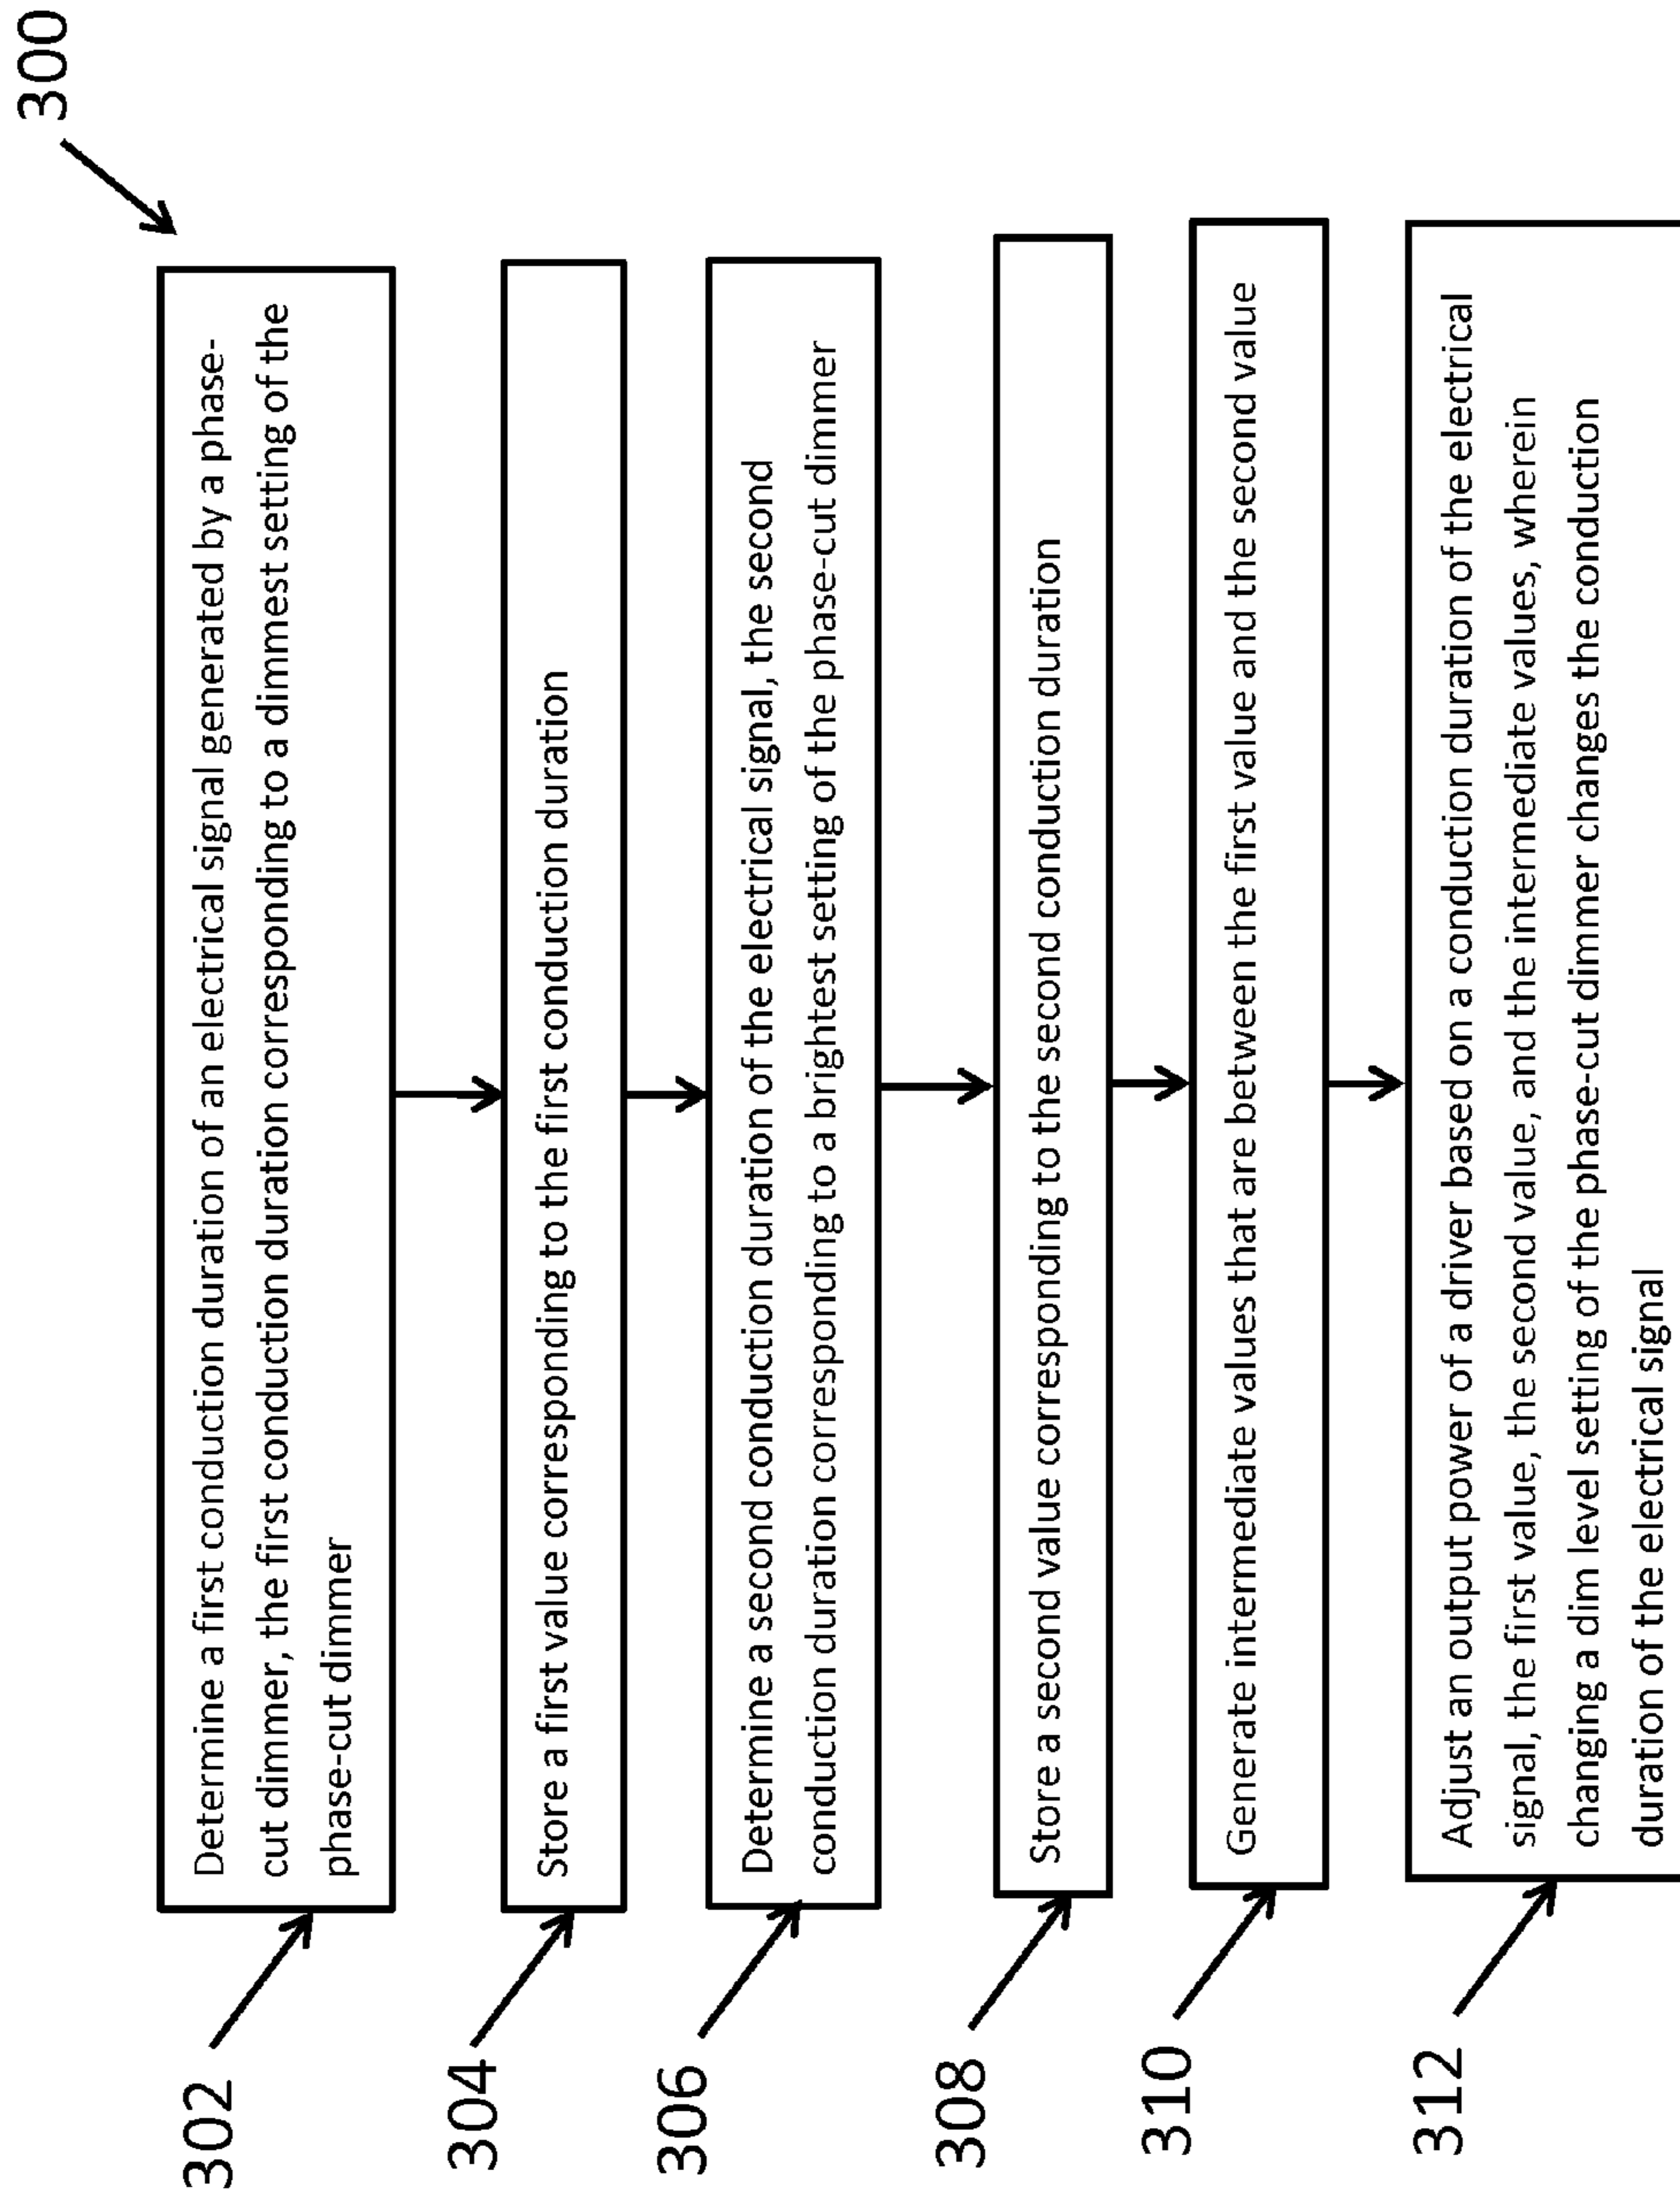 300
302
Determine a first conduction duration of an electrical signal generated by a phase-
cut dimmer, the first conduction duration corresponding to a dimmest setting of the
phase-cut dimmer
304
Store a first value corresponding to the first conduction duration
306
Determine a second conduction duration of the electrical signal, the second
conduction duration corresponding to a brightest setting of the phase-cut dimmer
308
Store a second value corresponding to the second conduction duration
310
Generate intermediate values that are between the first value and the second value
312
Adjust an output power of a driver based on a conduction duration of the electrical
signal, the first value, the second value, and the intermediate values, wherein
changing a dim level setting of the phase-cut dimmer changes the conduction
duration of the electrical signal